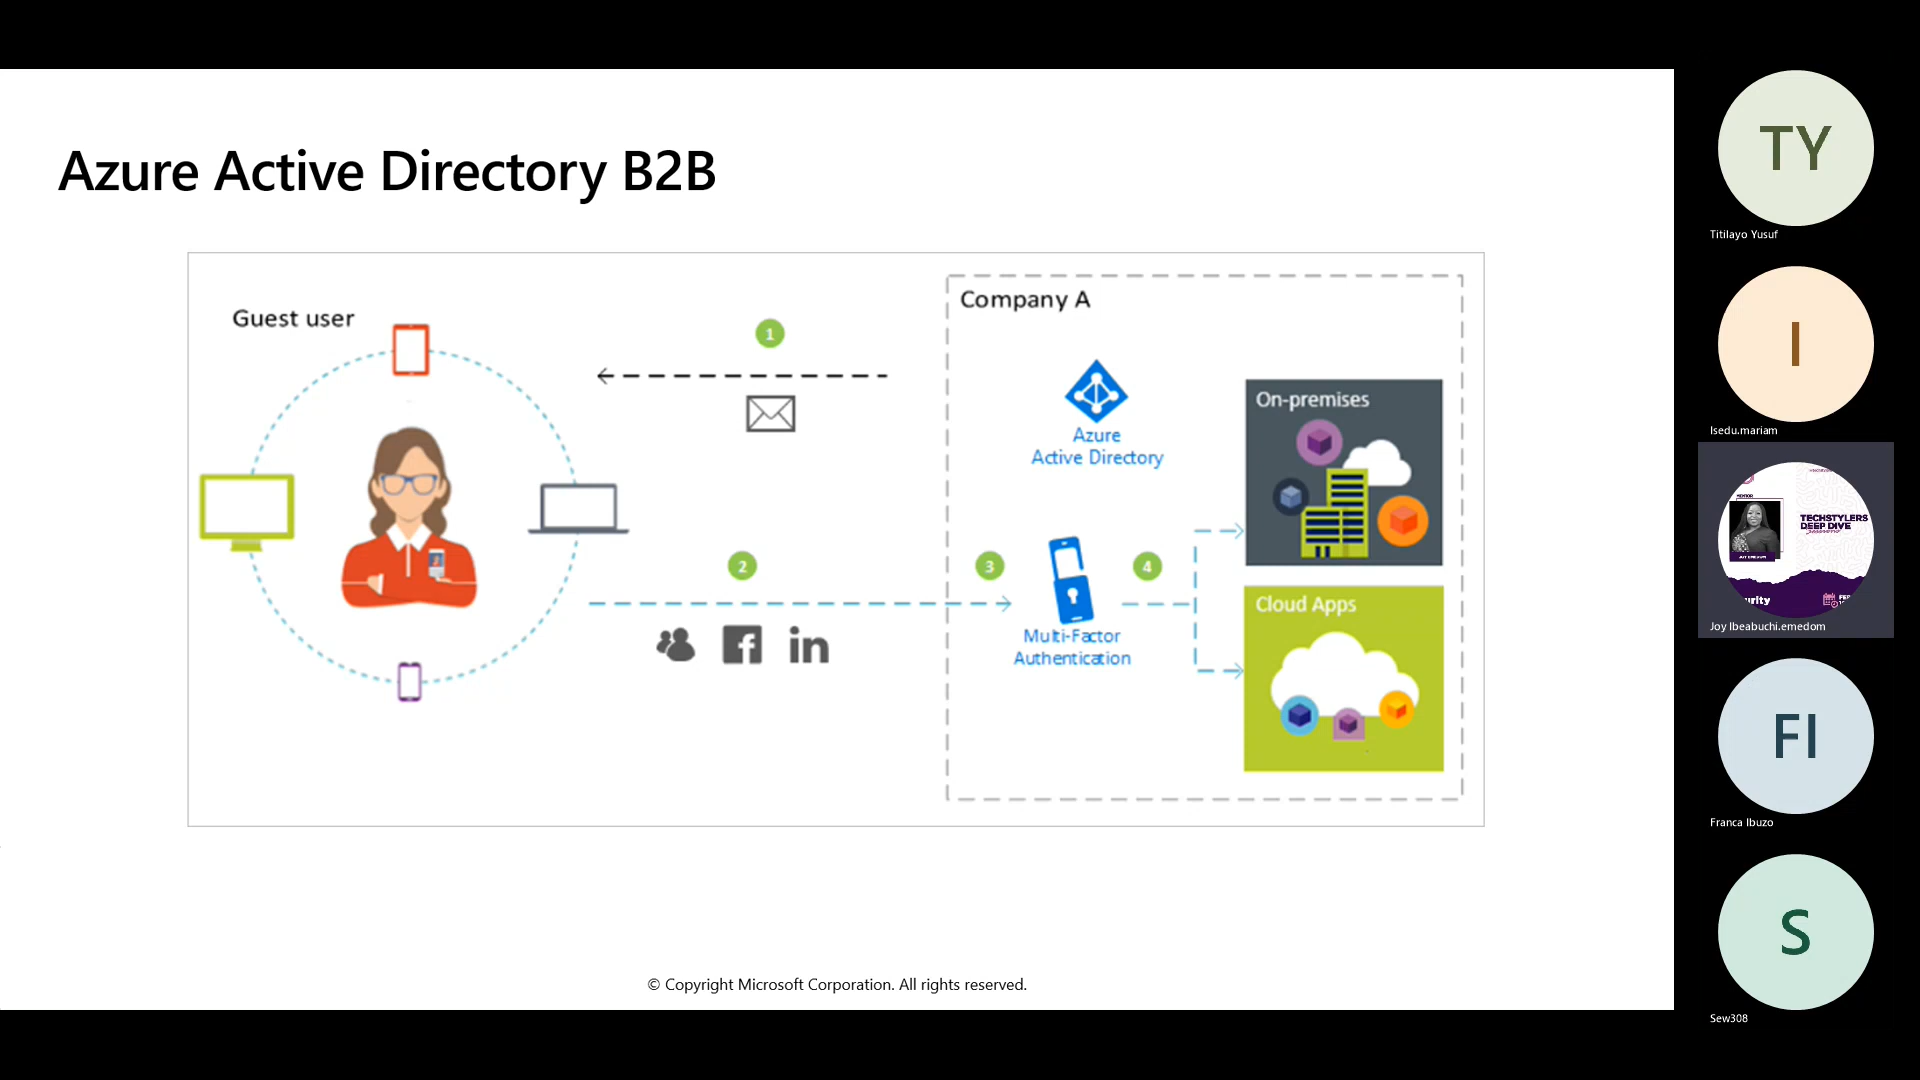 Azure Active Directory B2B
Guest user
1
2
Company A
Azure
Active Directory
3
Multi-Factor
Authentication
4
On-premises
Cloud Apps
© Copyright Microsoft Corporation. All rights reserved.
TY
Titilayo Yusuf
I
Isedu.mariam
TECHSTYLERS
DEEP DIVE
Joy Ibeabuchi.emedom
FI
Franca Ibuzo
S
Sew308